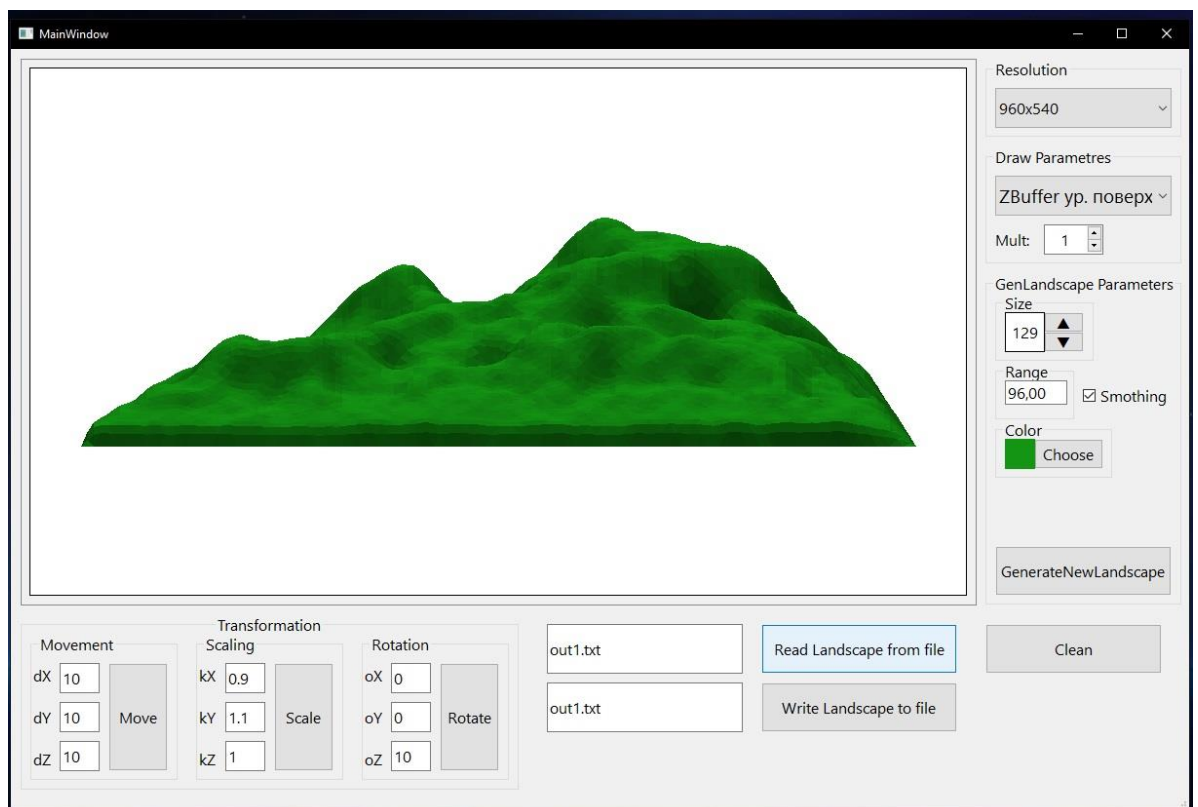 MainWindow
Resolution
960x540
Draw Parametres
ZBuffer ур. поверх
Mult: 1
GenLandscape Parameters
Size
129
Range
96,00
Smothing
Color
Choose
GenerateNewLandscape
Transformation
Movement
dX 10
dY 10
dZ 10
Move
Scaling
kX 0.9
kY 1.1
kZ 1
Scale
Rotation
oX 0
oY 0
oZ 10
Rotate
out1.txt
Read Landscape from file
out1.txt
Write Landscape to file
Clean